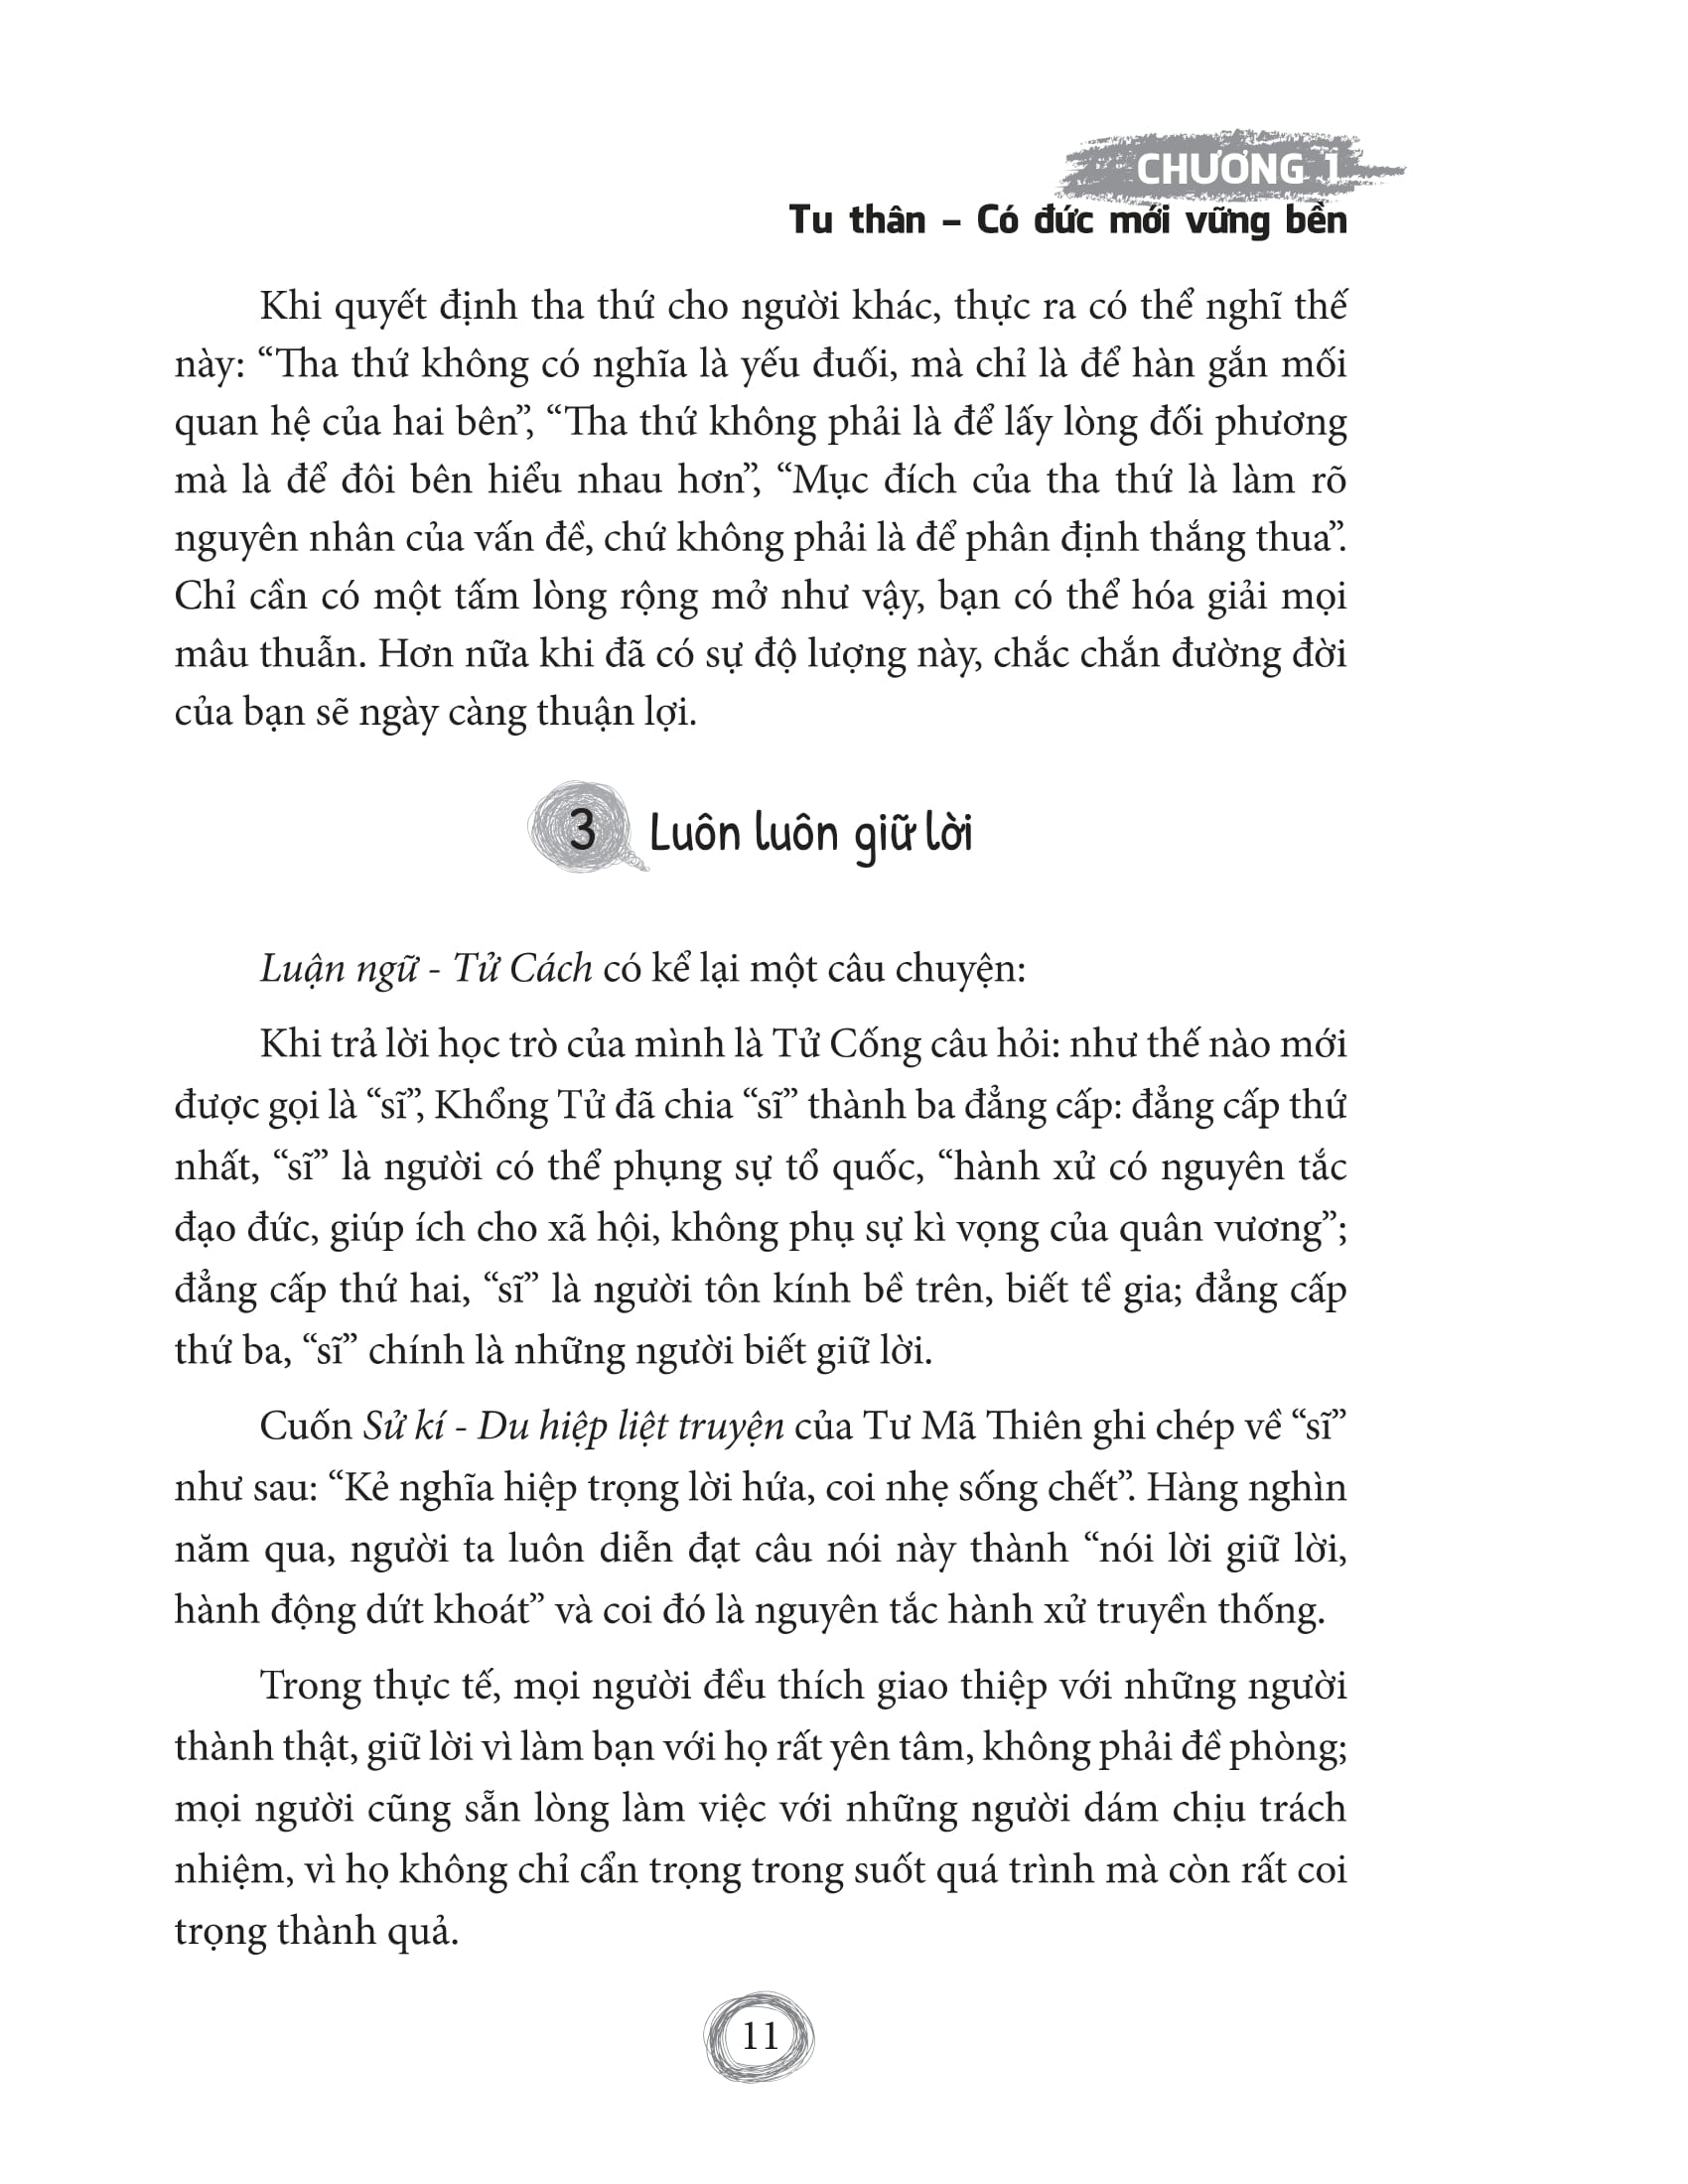 CHƯƠNG 1
Tu thân – Có đức mới vững bền
Khi quyết định tha thứ cho người khác, thực ra có thể nghĩ thế
này: “Tha thứ không có nghĩa là yếu đuối, mà chỉ là để hàn gắn mối
quan hệ của hai bên”, “Tha thứ không phải là để lấy lòng đối phương
mà là để đôi bên hiểu nhau hơn”, “Mục đích của tha thứ là làm rõ
nguyên nhân của vấn đề, chứ không phải là để phân định thắng thua”.
Chỉ cần có một tấm lòng rộng mở như vậy, bạn có thể hóa giải mọi
mâu thuẫn. Hơn nữa khi đã có sự độ lượng này, chắc chắn đường đời
của bạn sẽ ngày càng thuận lợi.
3 Luôn luôn giữ lời
Luận ngữ - Tử Cách có kể lại một câu chuyện:
Khi trả lời học trò của mình là Tử Cống câu hỏi: như thế nào mới
được gọi là “sĩ”, Khổng Tử đã chia “sĩ” thành ba đẳng cấp: đẳng cấp thứ
nhất, “sĩ” là người có thể phụng sự tổ quốc, “hành xử có nguyên tắc
đạo đức, giúp ích cho xã hội, không phụ sự kì vọng của quân vương”;
đẳng cấp thứ hai, “sĩ” là người tôn kính bề trên, biết tề gia; đẳng cấp
thứ ba, “sĩ” chính là những người biết giữ lời.
Cuốn Sử kí - Du hiệp liệt truyện của Tư Mã Thiên ghi chép về “sĩ”
như sau: “Kẻ nghĩa hiệp trọng lời hứa, coi nhẹ sống chết”. Hàng nghìn
năm qua, người ta luôn diễn đạt câu nói này thành “nói lời giữ lời,
hành động dứt khoát” và coi đó là nguyên tắc hành xử truyền thống.
Trong thực tế, mọi người đều thích giao thiệp với những người
thành thật, giữ lời vì làm bạn với họ rất yên tâm, không phải đề phòng;
mọi người cũng sẵn lòng làm việc với những người dám chịu trách
nhiệm, vì họ không chỉ cẩn trọng trong suốt quá trình mà còn rất coi
trọng thành quả.
11